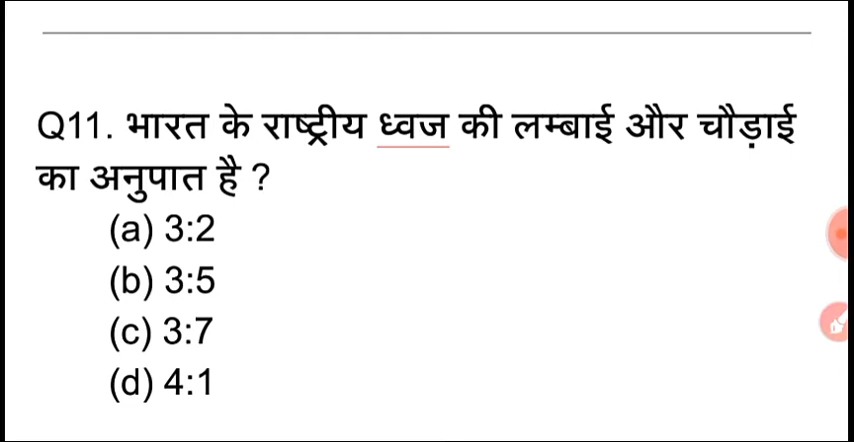 Q11. भारत के राष्ट्रीय ध्वज की लम्बाई और चौड़ाई
का अनुपात है ?
(a) 3:2
(b) 3:5
(c) 3:7
(d) 4:1